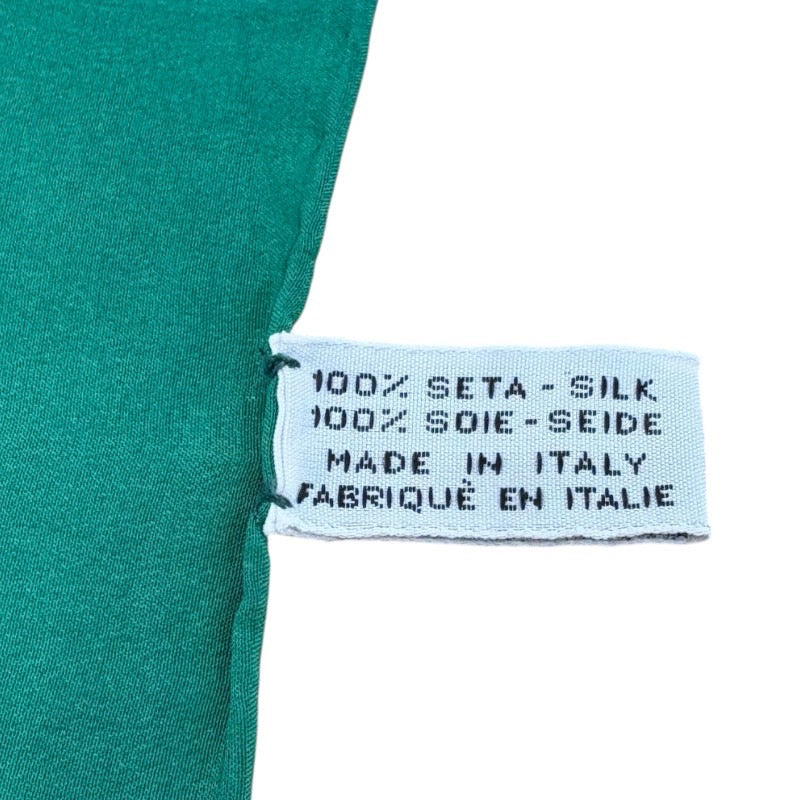 100% SETA - SILK
100% SOIE - SEIDE
MADE IN ITALY
FABRIQUÈ EN ITALIE